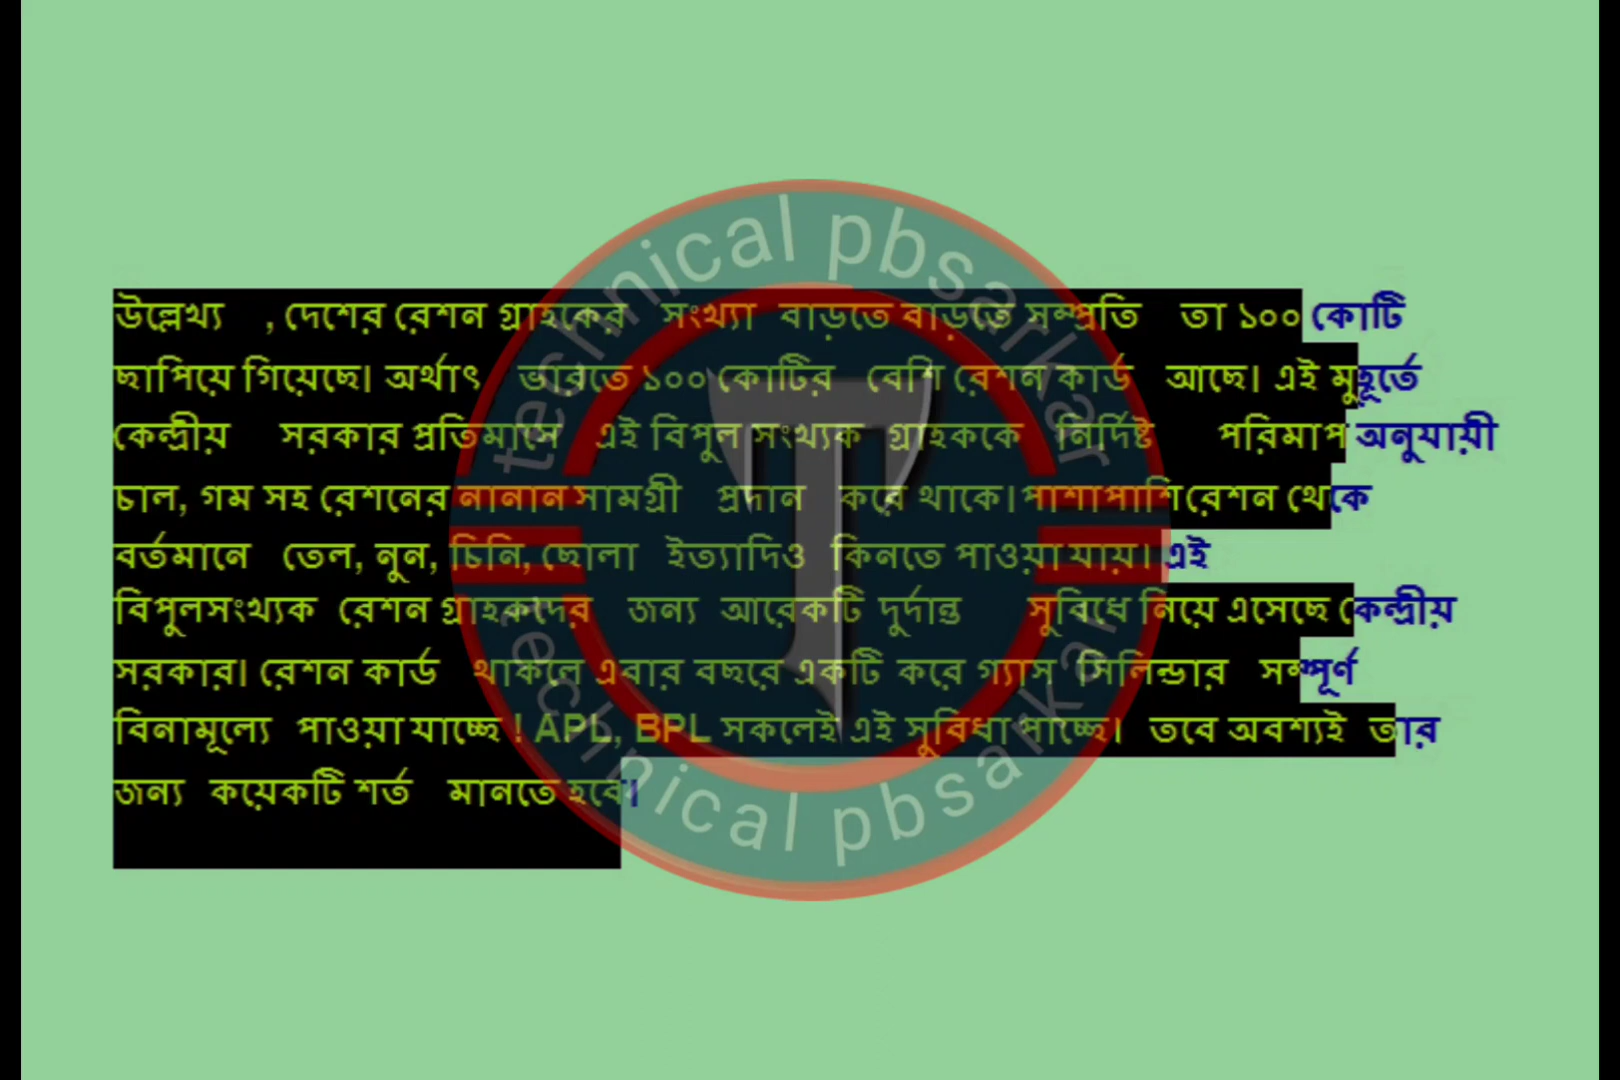 technical pbsarkar
উল্লেখ্য , দেশের রেশন গ্রাহকের সংখ্যা বাড়তে বাড়তে সম্প্রতি তা ১০০ কোটি
ছাপিয়ে গিয়েছে। অর্থাৎ ভারতে ১০০ কোটির বেশি রেশন কার্ড আছে। এই মুহূর্তে
কেন্দ্রীয় সরকার প্রতিমাসে এই বিপুল সংখ্যক গ্রাহককে নির্দিষ্ট পরিমাপ অনুযায়ী
চাল, গম সহ রেশনের নানান সামগ্রী প্রদান করে থাকে। পাশাপাশি রেশন থেকে
বর্তমানে তেল, নুন, চিনি, ছোলা ইত্যাদিও কিনতে পাওয়া যায়। এই
বিপুলসংখ্যক রেশন গ্রাহকদের জন্য আরেকটি দুর্দান্ত সুবিধে নিয়ে এসেছে কেন্দ্রীয়
সরকার। রেশন কার্ড থাকলে এবার বছরে একটি করে গ্যাস সিলিন্ডার সম্পূর্ণ
বিনামূল্যে পাওয়া যাচ্ছে ! APL, BPL সকলেই এই সুবিধা পাচ্ছে। তবে অবশ্যই তার
জন্য কয়েকটি শর্ত মানতে হবে।
technical pbsarkar